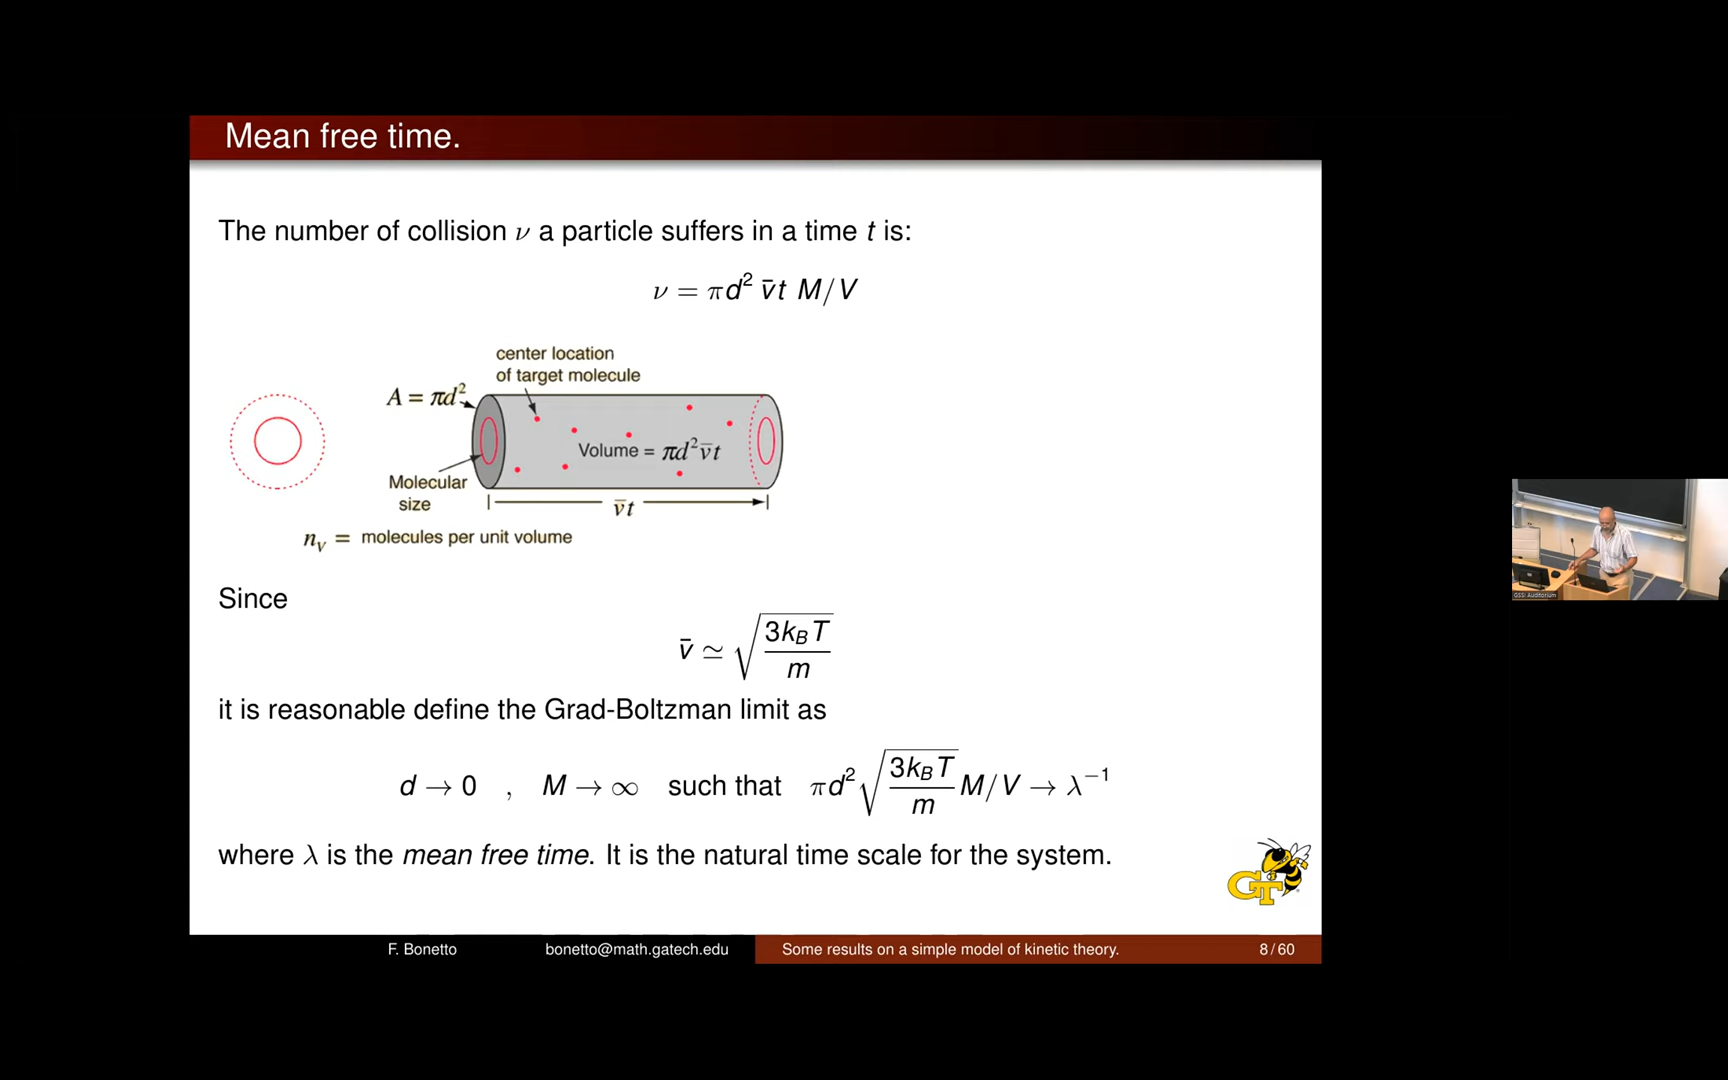 Mean free time.
The number of collision ν a particle suffers in a time t is:
ν = πd² v̄t M/V
center location
of target molecule
A = πd²
Volume = πd²v̄t
Molecular
size
v̄t
n_V = molecules per unit volume
Since
v̄ ≃ √(3k_BT/m)
it is reasonable define the Grad-Boltzman limit as
d → 0 , M → ∞ such that πd²√(3k_BT/m) M/V → λ⁻¹
where λ is the mean free time. It is the natural time scale for the system.
GT
F. Bonetto bonetto@math.gatech.edu Some results on a simple model of kinetic theory. 8/60
GSS: Auditorium